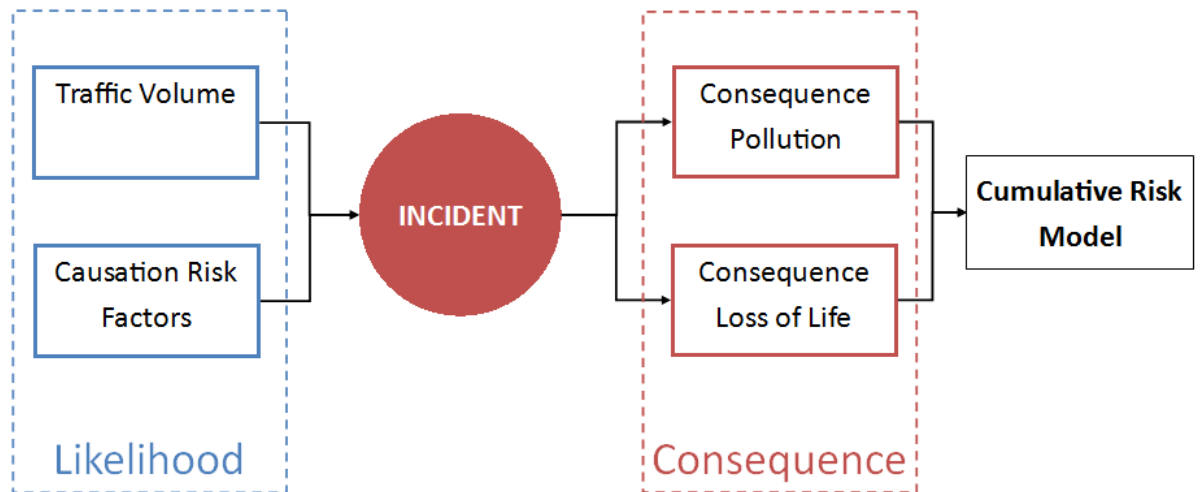 Traffic Volume
Causation Risk
Factors
Likelihood
INCIDENT
Consequence
Pollution
Consequence
Loss of Life
Consequence
Cumulative Risk
Model